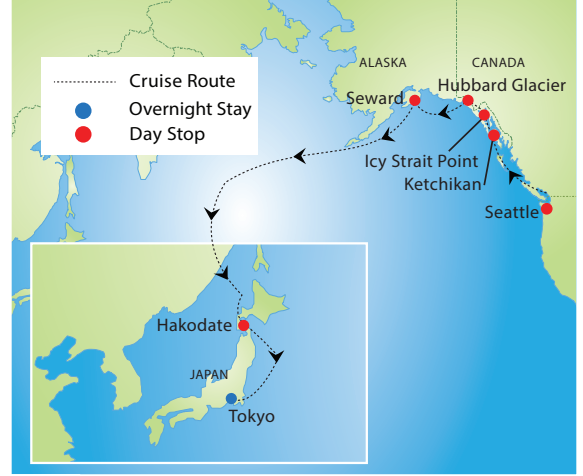 Cruise Route
Overnight Stay
Day Stop
ALASKA
CANADA
Hubbard Glacier
Seward
Icy Strait Point
Ketchikan
Seattle
Hakodate
JAPAN
Tokyo